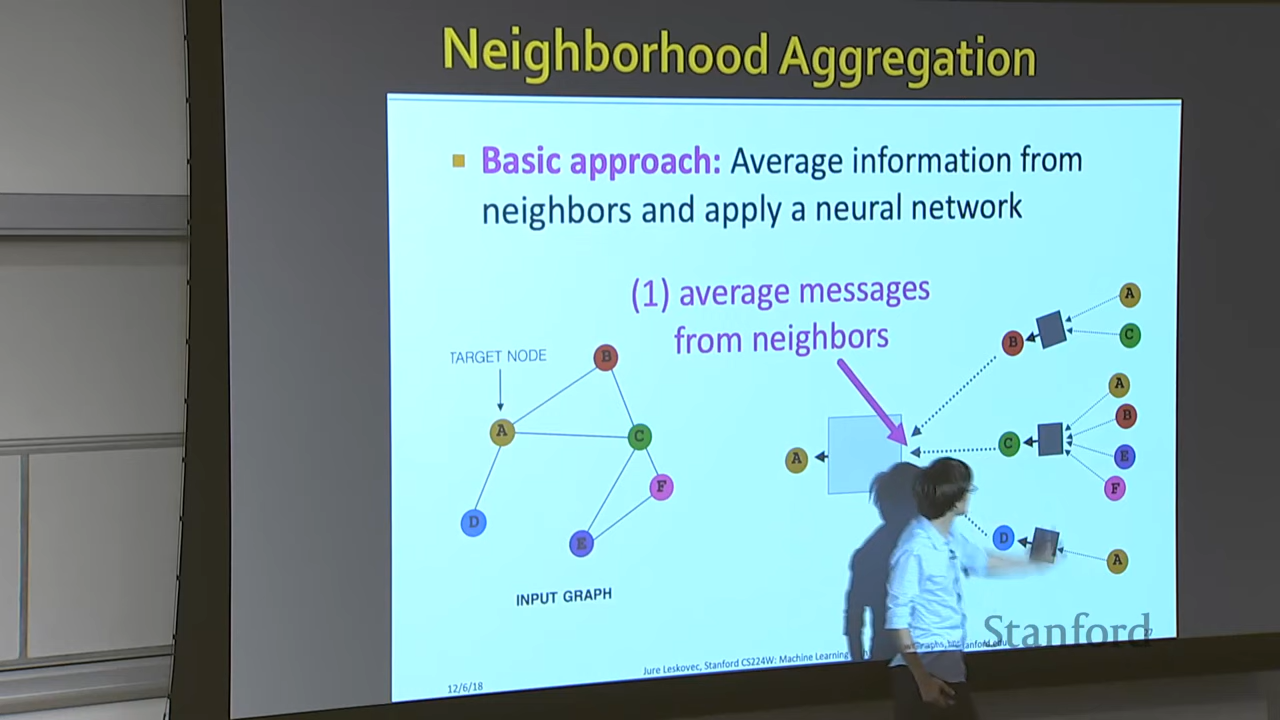 Neighborhood Aggregation
Basic approach: Average information from
neighbors and apply a neural network
(1) average messages
from neighbors
TARGET NODE
A
B
C
D
E
F
INPUT GRAPH
A
B
A
C
C
A
B
E
F
D
A
Stanford
Jure Leskovec, Stanford CS224W: Machine Learning
12/6/18